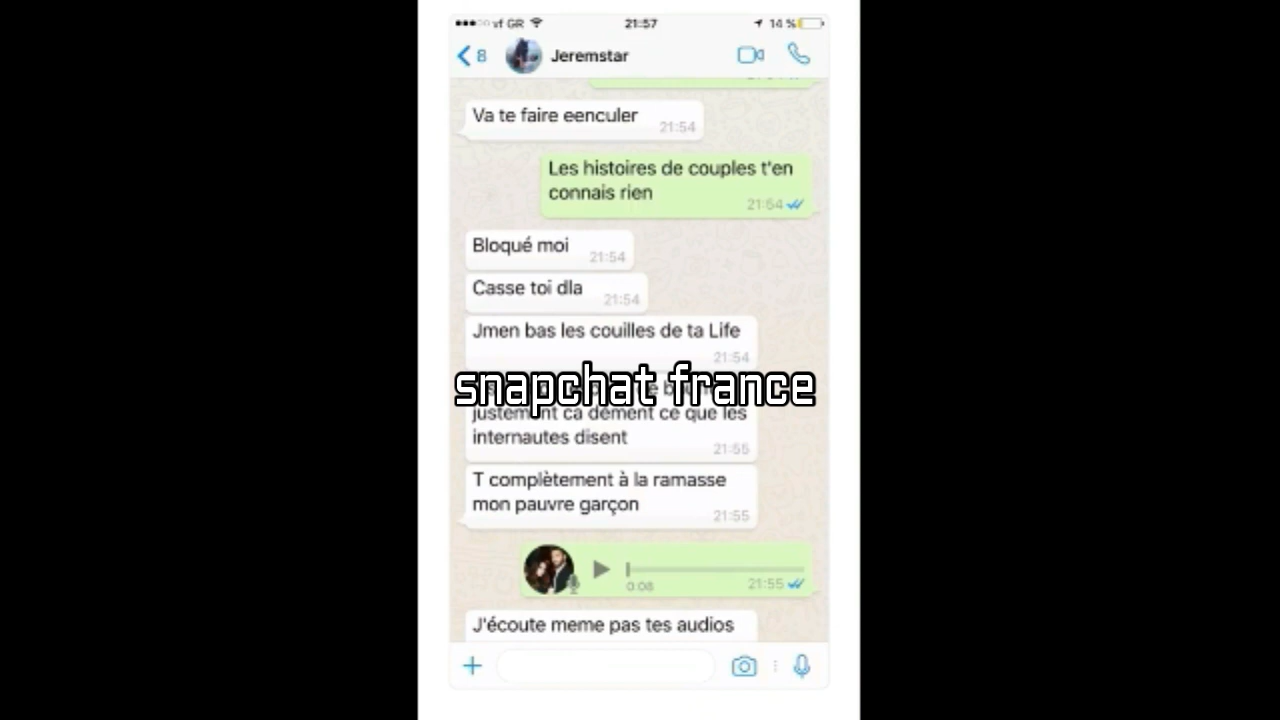 vf GR 21:57 14 %
8 Jeremstar
Va te faire eenculer
21:54
Les histoires de couples t'en
connais rien
21:54
Bloqué moi
21:54
Casse toi dla
21:54
Jmen bas les couilles de ta Life
21:54
snapchat france
justement ca dément ce que les
internautes disent
21:55
T complètement à la ramasse
mon pauvre garçon
21:55
0:08 21:55
J'écoute meme pas tes audios